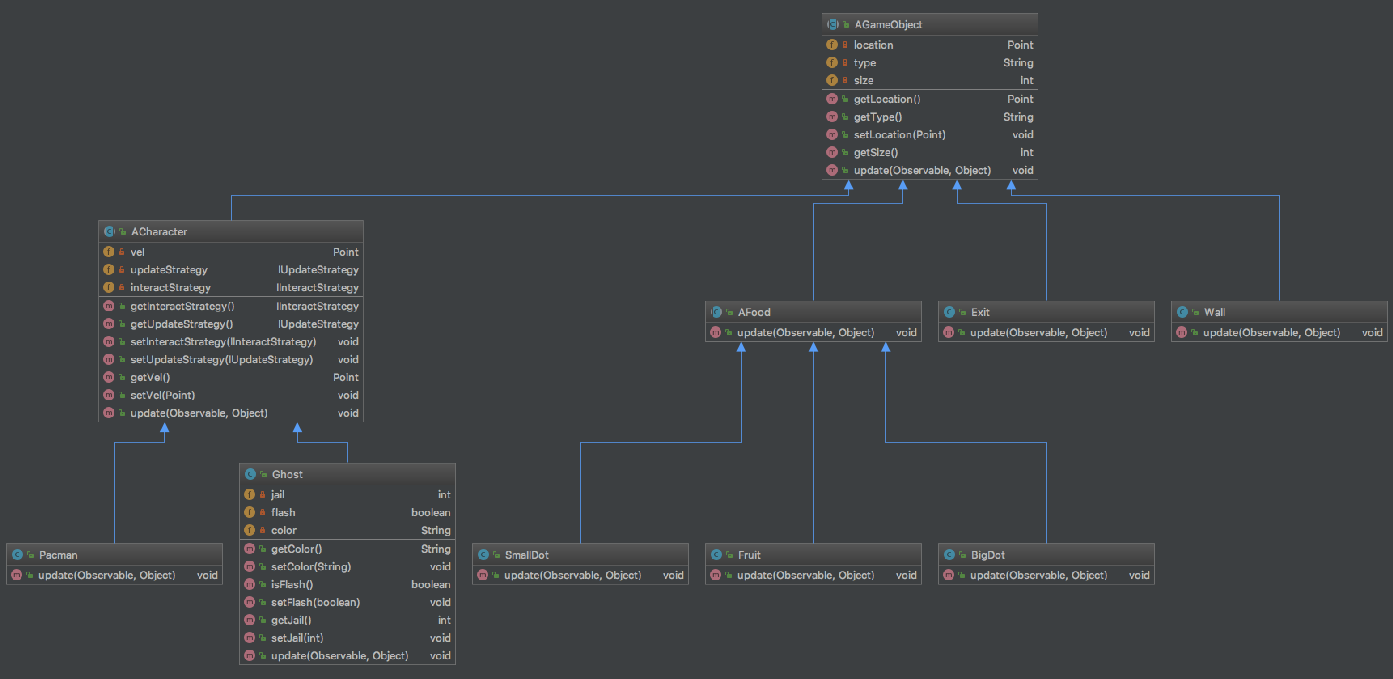 AGameObject
location Point
type String
size int
getLocation() Point
getType() String
setLocation(Point) void
getSize() int
update(Observable, Object) void
ACharacter
vel Point
updateStrategy IUpdateStrategy
interactStrategy IInteractStrategy
getInteractStrategy() IInteractStrategy
getUpdateStrategy() IUpdateStrategy
setInteractStrategy(IInteractStrategy) void
setUpdateStrategy(IUpdateStrategy) void
getVel() Point
setVel(Point) void
update(Observable, Object) void
AFood
update(Observable, Object) void
Exit
update(Observable, Object) void
Wall
update(Observable, Object) void
Ghost
jail int
flash boolean
color String
getColor() String
setColor(String) void
isFlash() boolean
setFlash(boolean) void
getJail() int
setJail(int) void
update(Observable, Object) void
Pacman
update(Observable, Object) void
SmallDot
update(Observable, Object) void
Fruit
update(Observable, Object) void
BigDot
update(Observable, Object) void